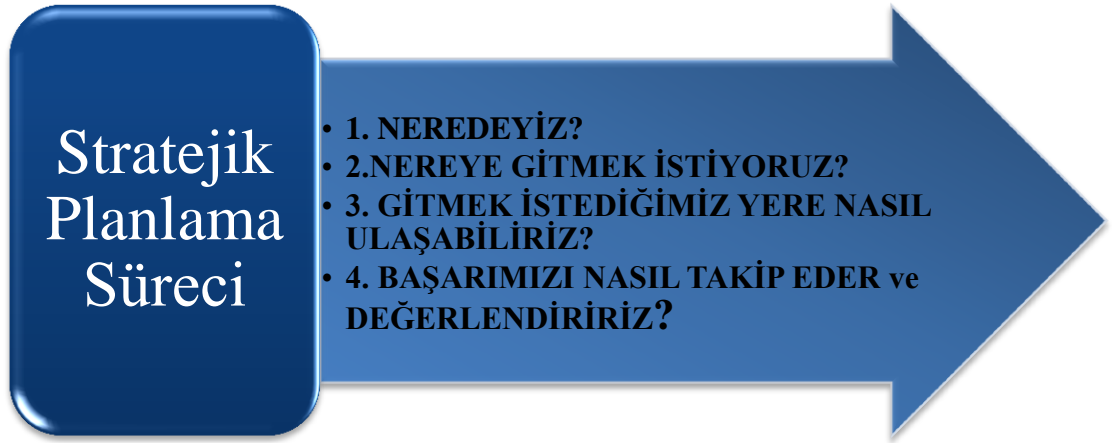 Stratejik
Planlama
Süreci
• 1. NEREDEYİZ?
• 2.NEREYE GİTMEK İSTİYORUZ?
• 3. GİTMEK İSTEDİĞİMİZ YERE NASIL
ULAŞABİLİRİZ?
• 4. BAŞARIMIZI NASIL TAKİP EDER ve
DEĞERLENDİRİRİZ?